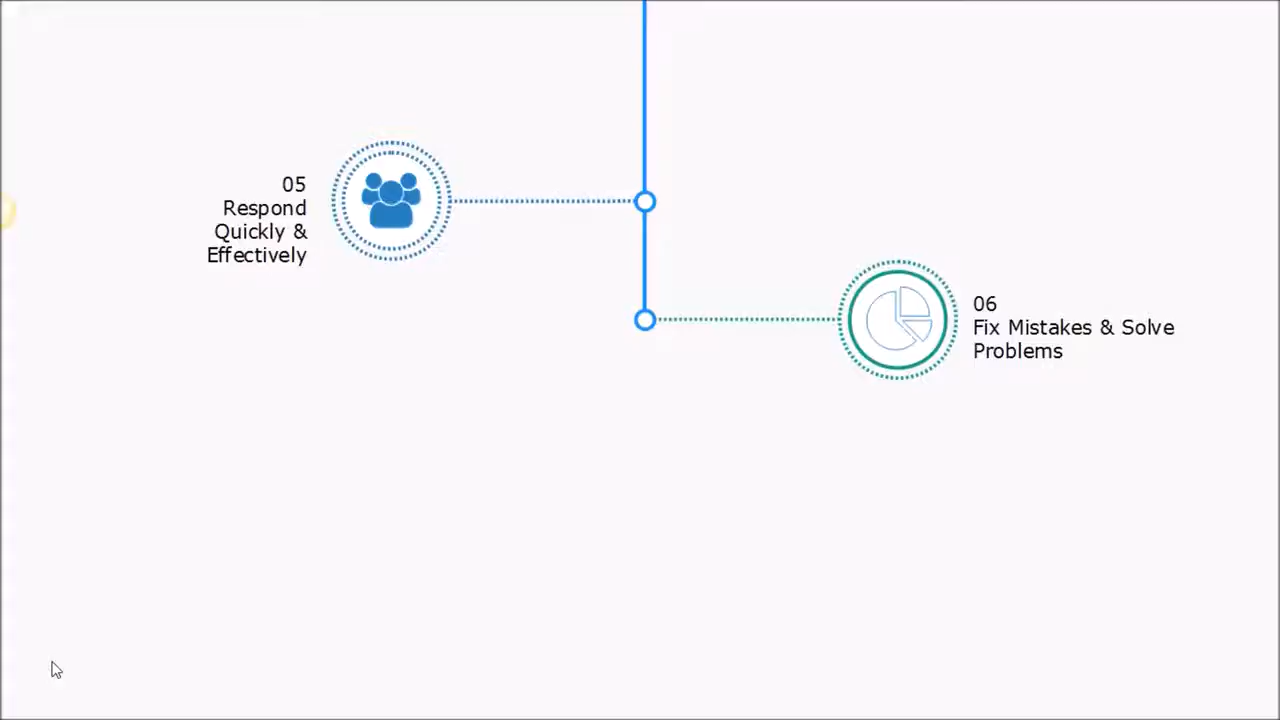 05
Respond
Quickly &
Effectively
06
Fix Mistakes & Solve
Problems